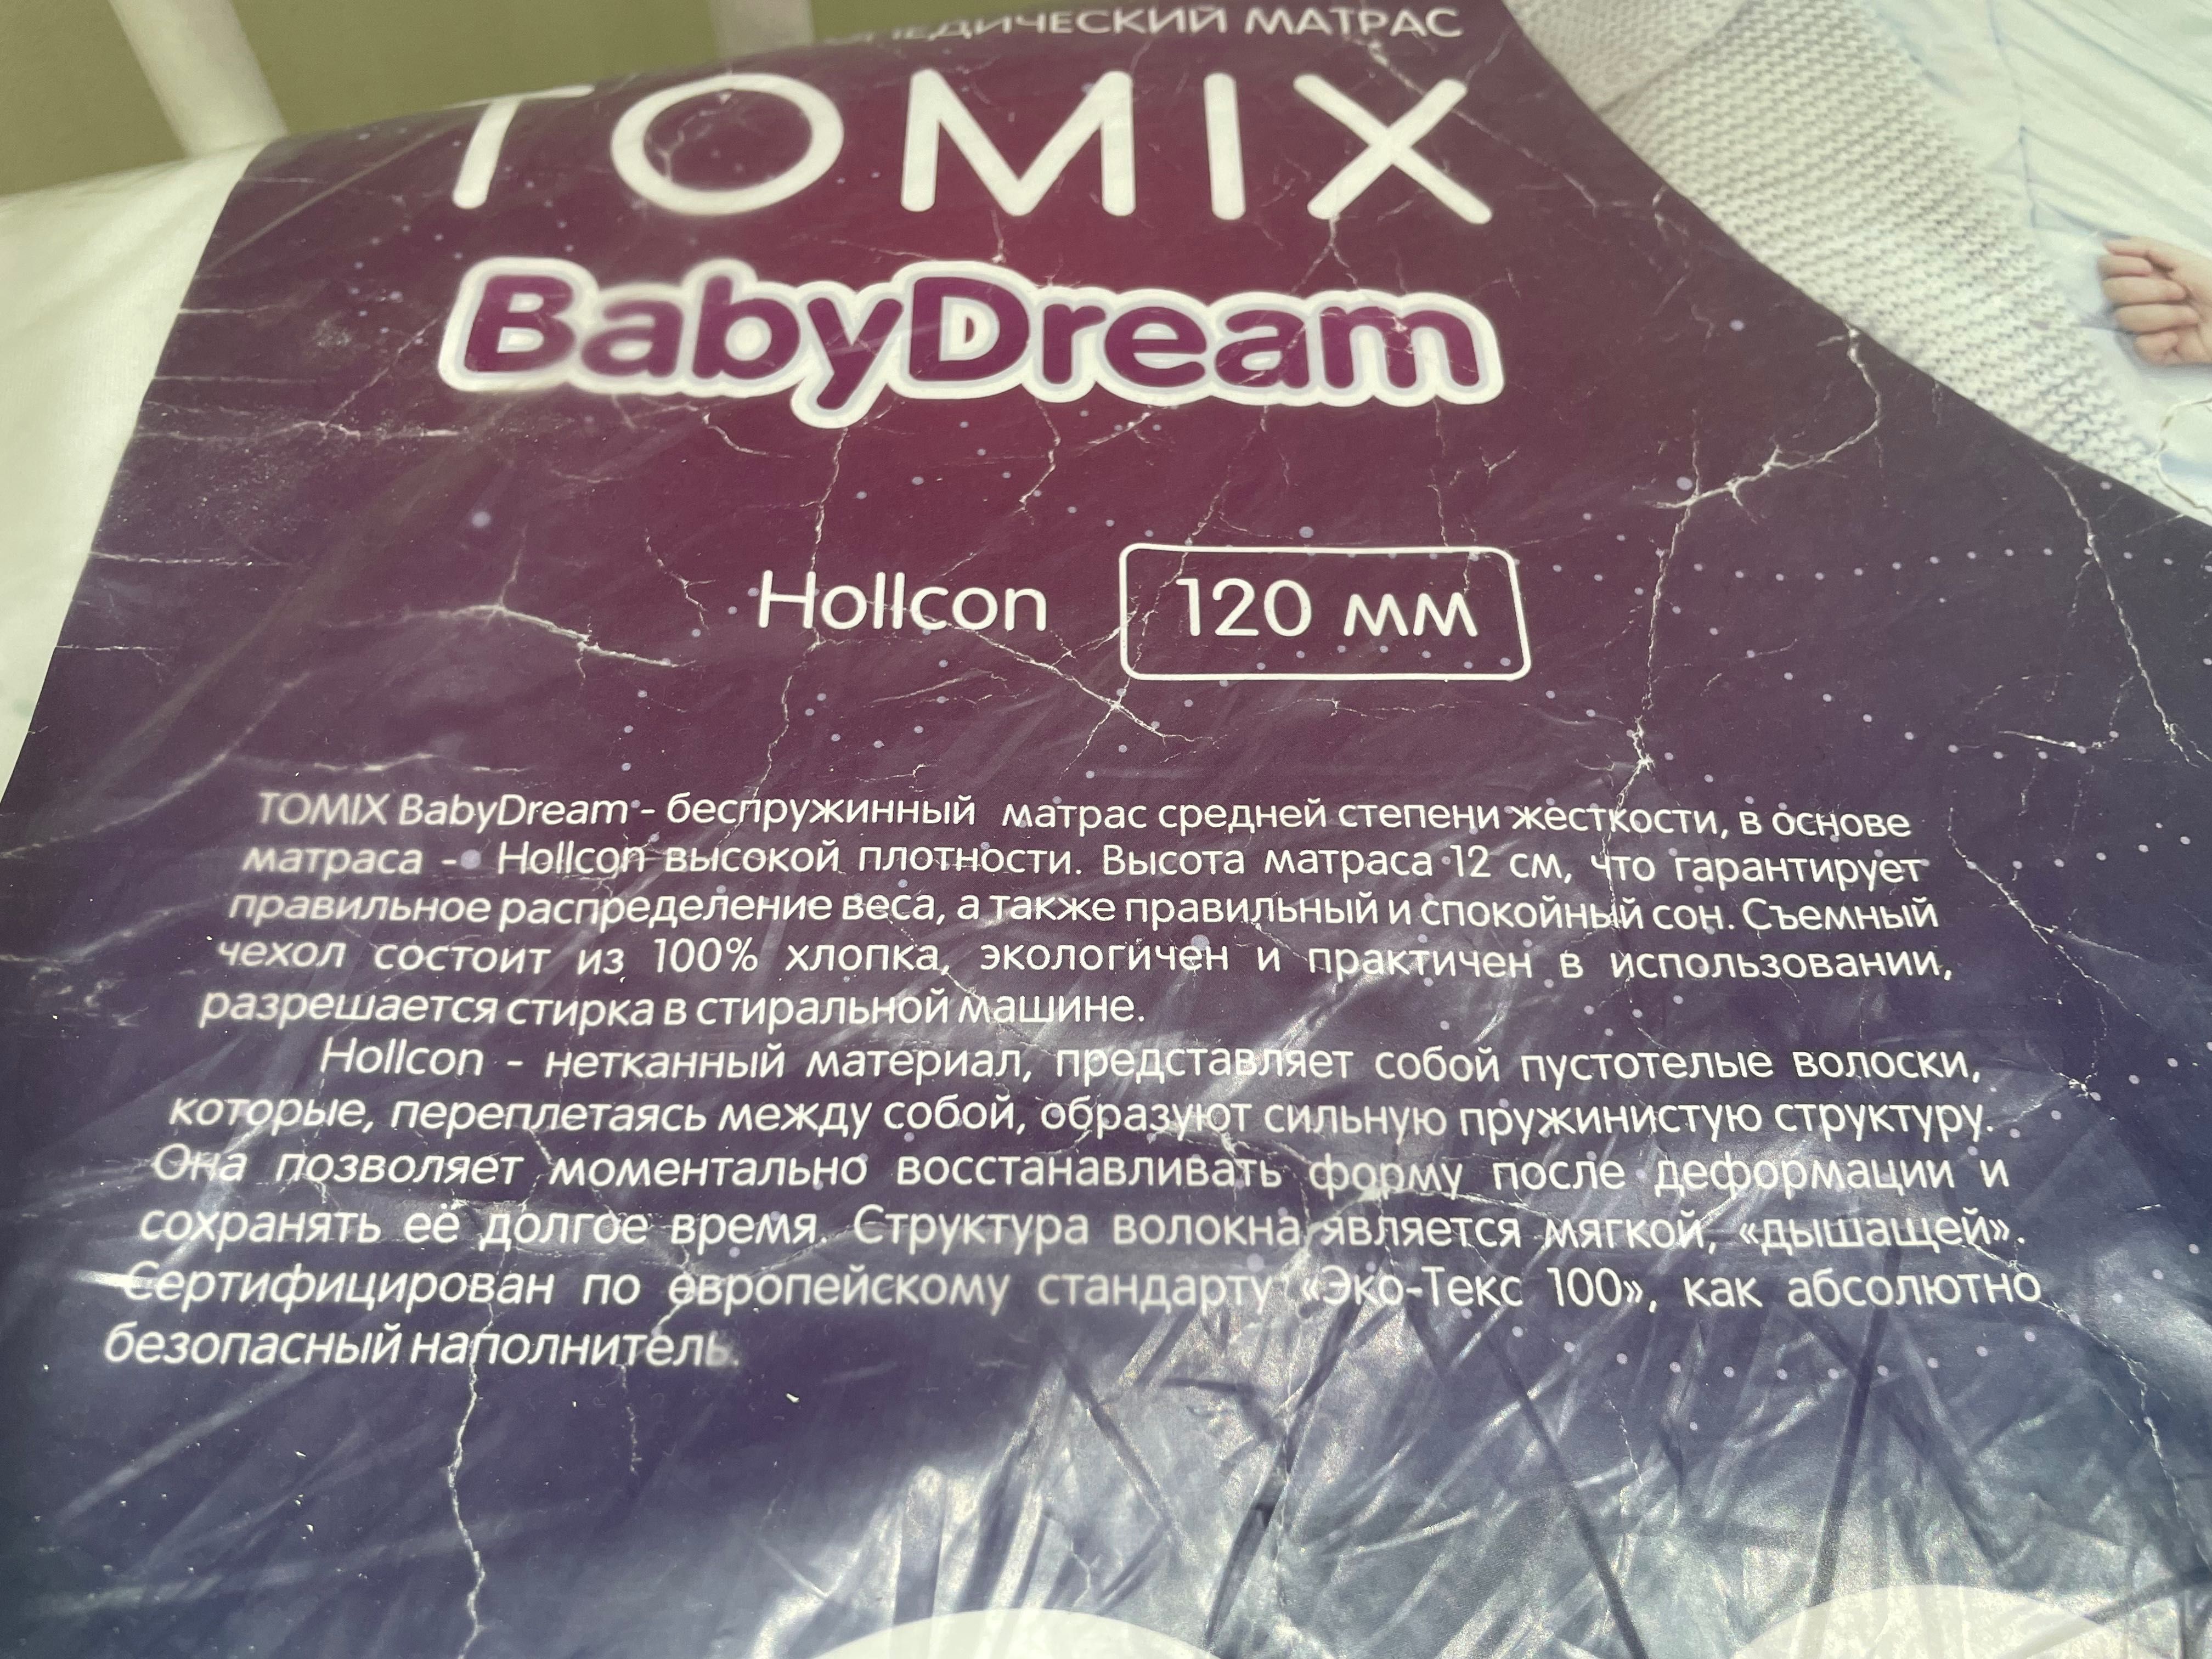 МАТРАС
TOMIX
BabyDream
Hollcon 120 мм
TOMIX BabyDream - беспружинный матрас средней степени жесткости, в основе
матраса - Hollcon высокой плотности. Высота матраса 12 см, что гарантирует
правильное распределение веса, а также правильный и спокойный сон. Съемный
чехол состоит из 100% хлопка, экологичен и практичен в использовании,
разрешается стирка в стиральной машине.
Hollcon - нетканный материал, представляет собой пустотелые волоски,
которые, переплетаясь между собой, образуют сильную пружинистую структуру.
Она позволяет моментально восстанавливать форму после деформации и
сохранять её долгое время. Структура волокна является мягкой, «дышащей».
Сертифицирован по европейскому стандарту «Эко-Текс 100», как абсолютно
безопасный наполнитель.